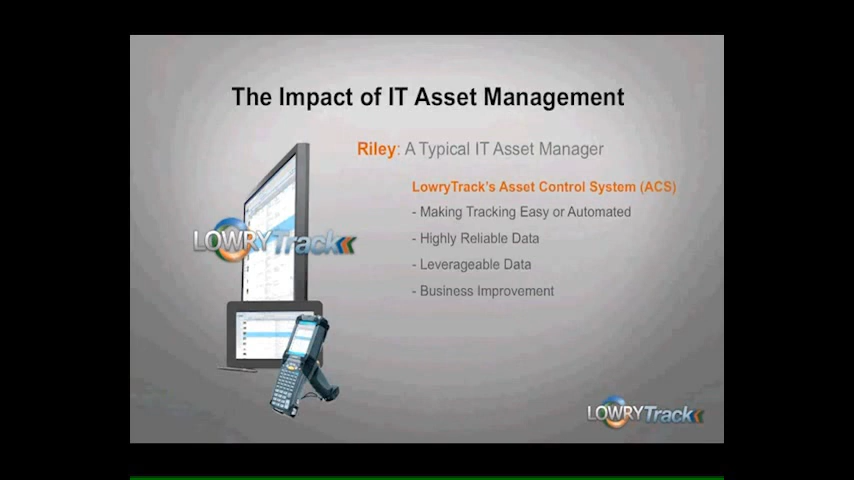 The Impact of IT Asset Management
Riley: A Typical IT Asset Manager
LowryTrack's Asset Control System (ACS)
- Making Tracking Easy or Automated
- Highly Reliable Data
- Leverageable Data
- Business Improvement
LOWRYTrack
LOWRYTrack